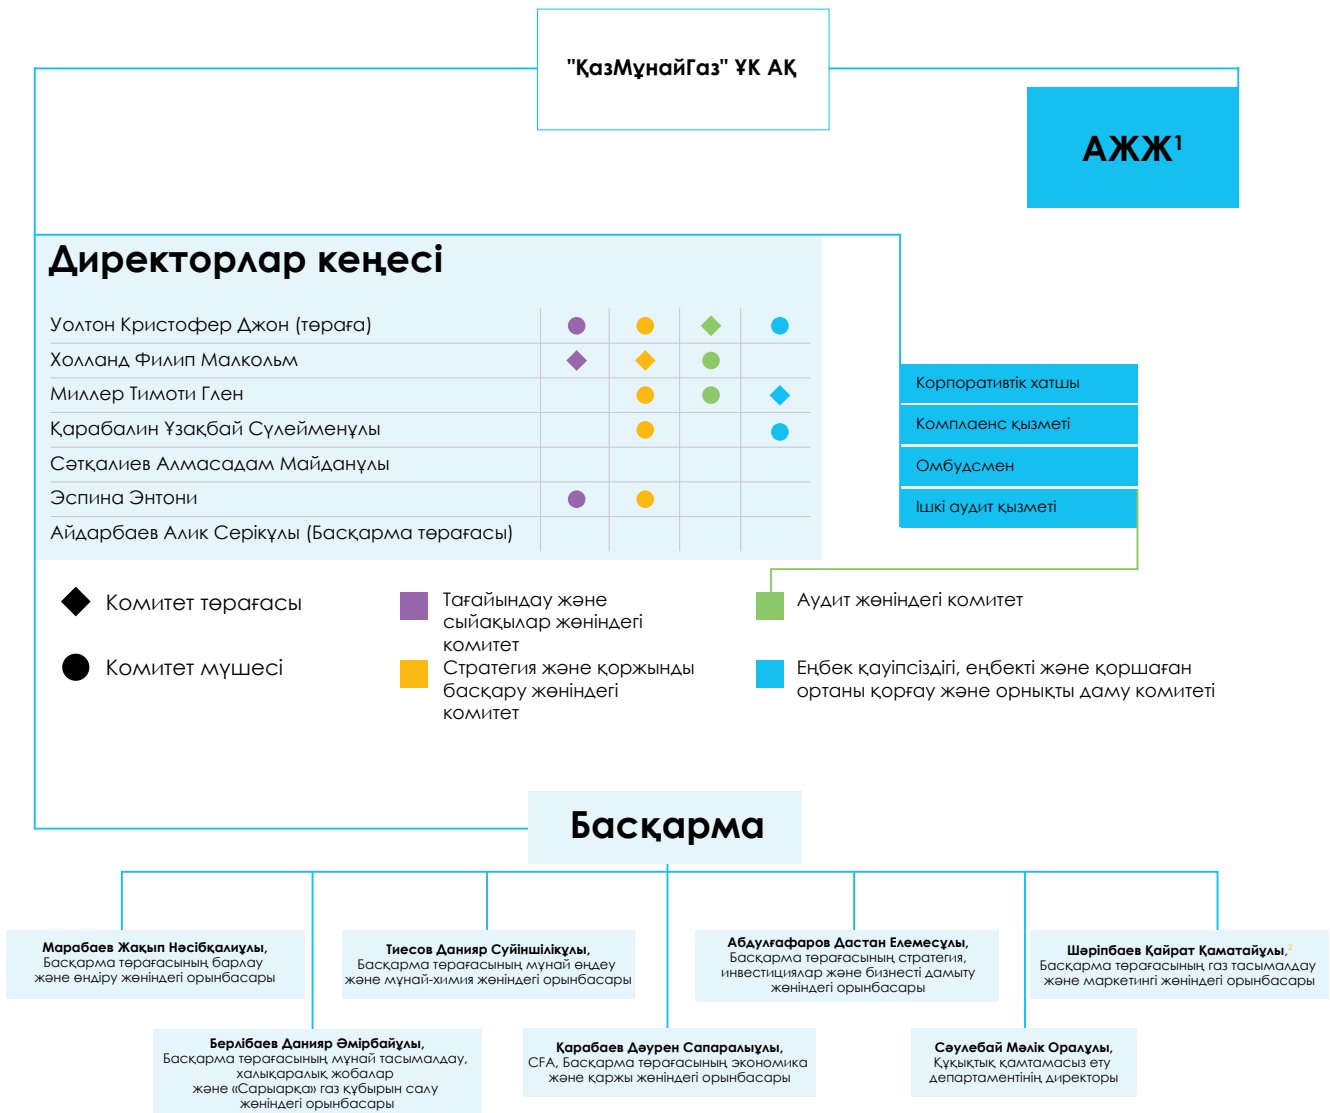 "ҚазМұнайГаз" ҰК АҚ
АЖЖ¹
Директорлар кеңесі
Уолтон Кристофер Джон (төраға)
Холланд Филип Малкольм
Миллер Тимоти Глен
Қарабалин Ұзақбай Сүлейменұлы
Сәтқалиев Алмасадам Майданұлы
Эспина Энтони
Айдарбаев Алик Серікұлы (Басқарма төрағасы)
Корпоративтік хатшы
Комплаенс қызметі
Омбудсмен
Ішкі аудит қызметі
Комитет төрағасы
Комитет мүшесі
Тағайындау және
сыйақылар жөніндегі
комитет
Стратегия және қоржынды
басқару жөніндегі
комитет
Аудит жөніндегі комитет
Еңбек қауіпсіздігі, еңбекті және қоршаған
ортаны қорғау және орнықты даму комитеті
Басқарма
Марабаев Жақып Нәсібқалиұлы,
Басқарма төрағасының барлау
және өндіру жөніндегі орынбасары
Тиесов Данияр Суйіншілікұлы,
Басқарма төрағасының мұнай өңдеу
және мұнай-химия жөніндегі орынбасары
Абдулғафаров Дастан Елемесұлы,
Басқарма төрағасының стратегия,
инвестициялар және бизнесті дамыту
жөніндегі орынбасары
Шәріпбаев Қайрат Қаматайұлы,²
Басқарма төрағасының газ тасымалдау
және маркетингі жөніндегі орынбасары
Берлібаев Данияр Әмірбайұлы,
Басқарма төрағасының мұнай тасымалдау,
халықаралық жобалар
және «Сарыарқа» газ құбырын салу
жөніндегі орынбасары
Қарабаев Дәурен Сапаралыұлы,
CFA, Басқарма төрағасының экономика
және қаржы жөніндегі орынбасары
Сәулебай Мәлік Оралұлы,
Құқықтық қамтамасыз ету
департаментінің директоры